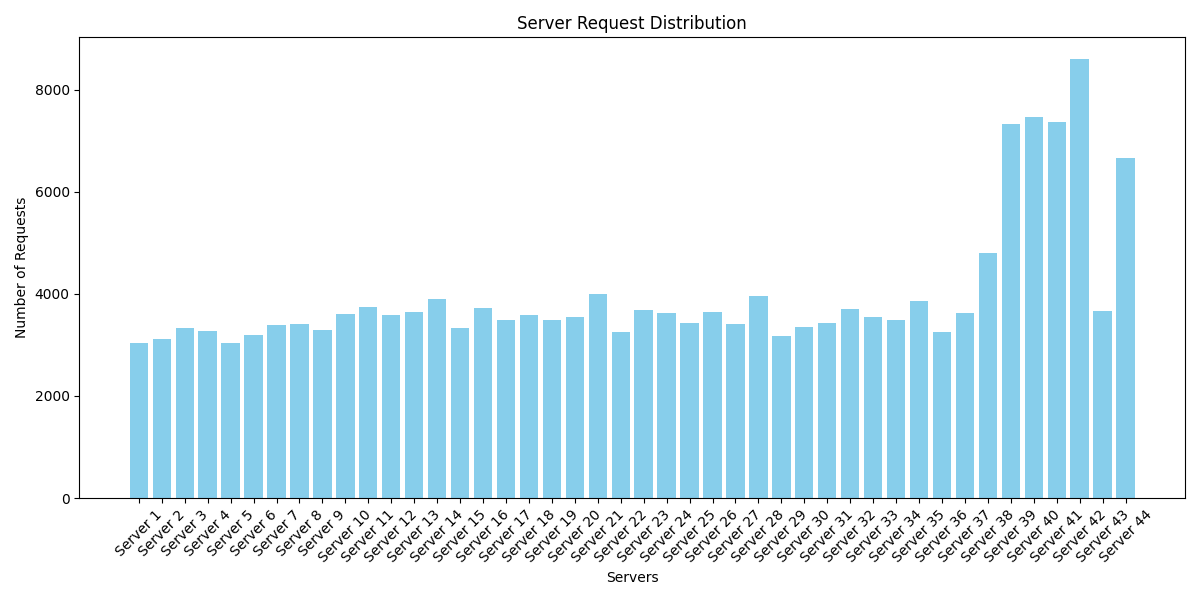 Server Request Distribution
Number of Requests
8000
6000
4000
2000
0
Server 1
Server 2
Server 3
Server 4
Server 5
Server 6
Server 7
Server 8
Server 9
Server 10
Server 11
Server 12
Server 13
Server 14
Server 15
Server 16
Server 17
Server 18
Server 19
Server 20
Server 21
Server 22
Server 23
Server 24
Server 25
Server 26
Server 27
Server 28
Server 29
Server 30
Server 31
Server 32
Server 33
Server 34
Server 35
Server 36
Server 37
Server 38
Server 39
Server 40
Server 41
Server 42
Server 43
Server 44
Servers